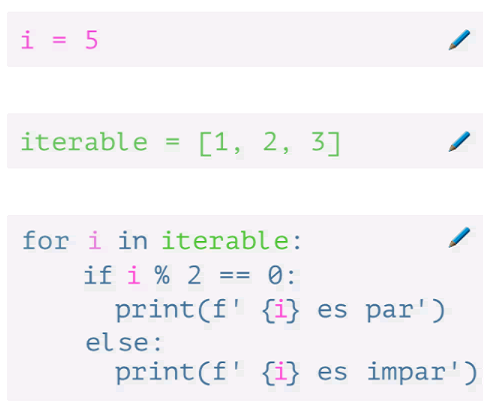 i = 5
iterable = [1, 2, 3]
for i in iterable:
if i % 2 == 0:
print(f' {i} es par')
else:
print(f' {i} es impar')